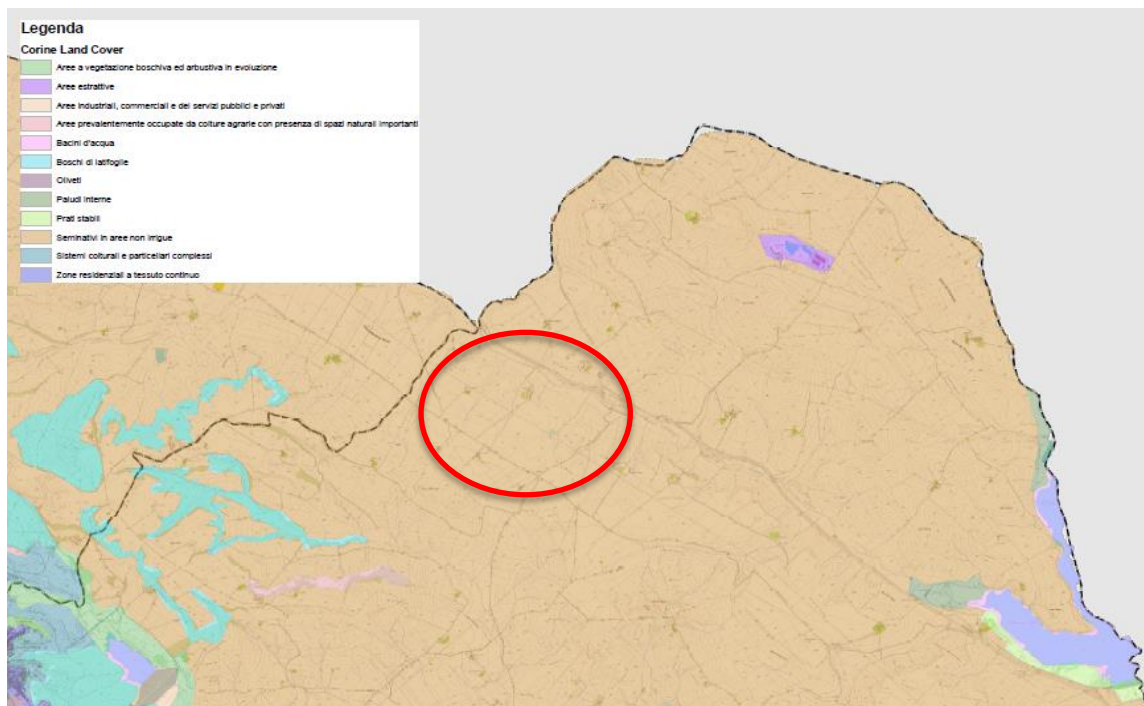 Legenda
Corine Land Cover
Aree a vegetazione boschiva ed arbustiva in evoluzione
Aree estrattive
Aree industriali, commerciali e dei servizi pubblici e privati
Aree prevalentemente occupate da colture agrarie con presenza di spazi naturali importanti
Bacini d'acqua
Boschi di latifoglie
Oliveti
Paludi interne
Prati stabili
Seminativi in aree non irrigue
Sistemi colturali e particellari complessi
Zone residenziali a tessuto continuo